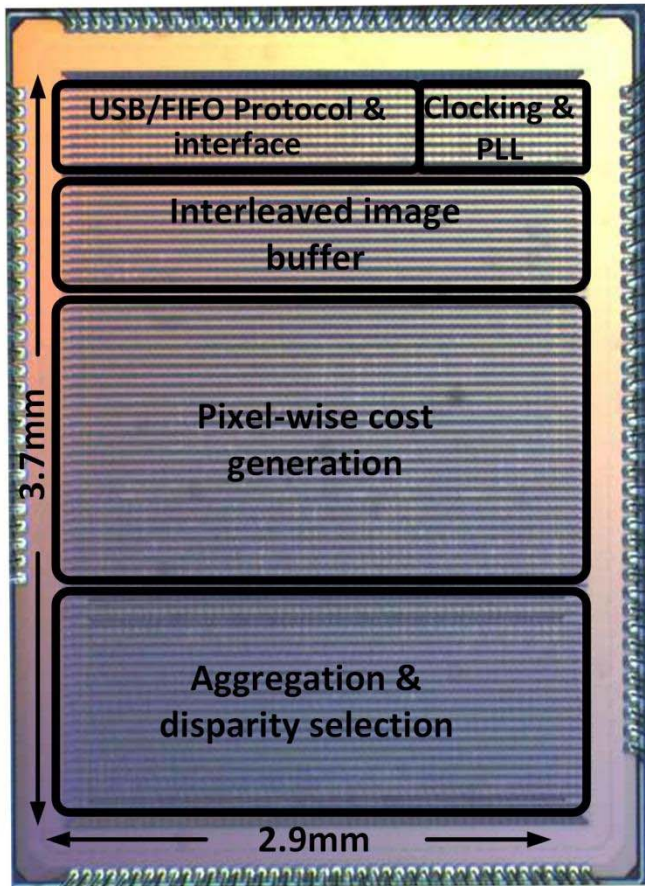 USB/FIFO Protocol &
interface
Clocking &
PLL
Interleaved image
buffer
Pixel-wise cost
generation
3.7mm
Aggregation &
disparity selection
2.9mm